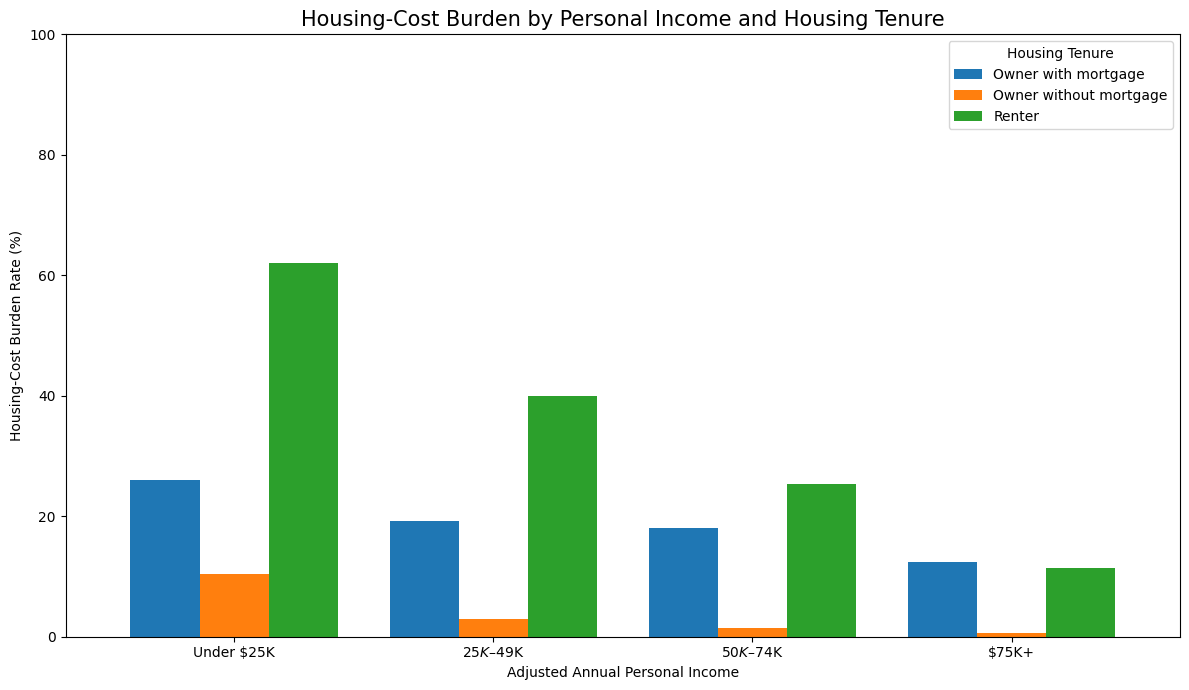 Housing-Cost Burden by Personal Income and Housing Tenure
Housing Tenure
Owner with mortgage
Owner without mortgage
Renter
Housing-Cost Burden Rate (%)
100
80
60
40
20
0
Under $25K
25K–49K
50K–74K
$75K+
Adjusted Annual Personal Income